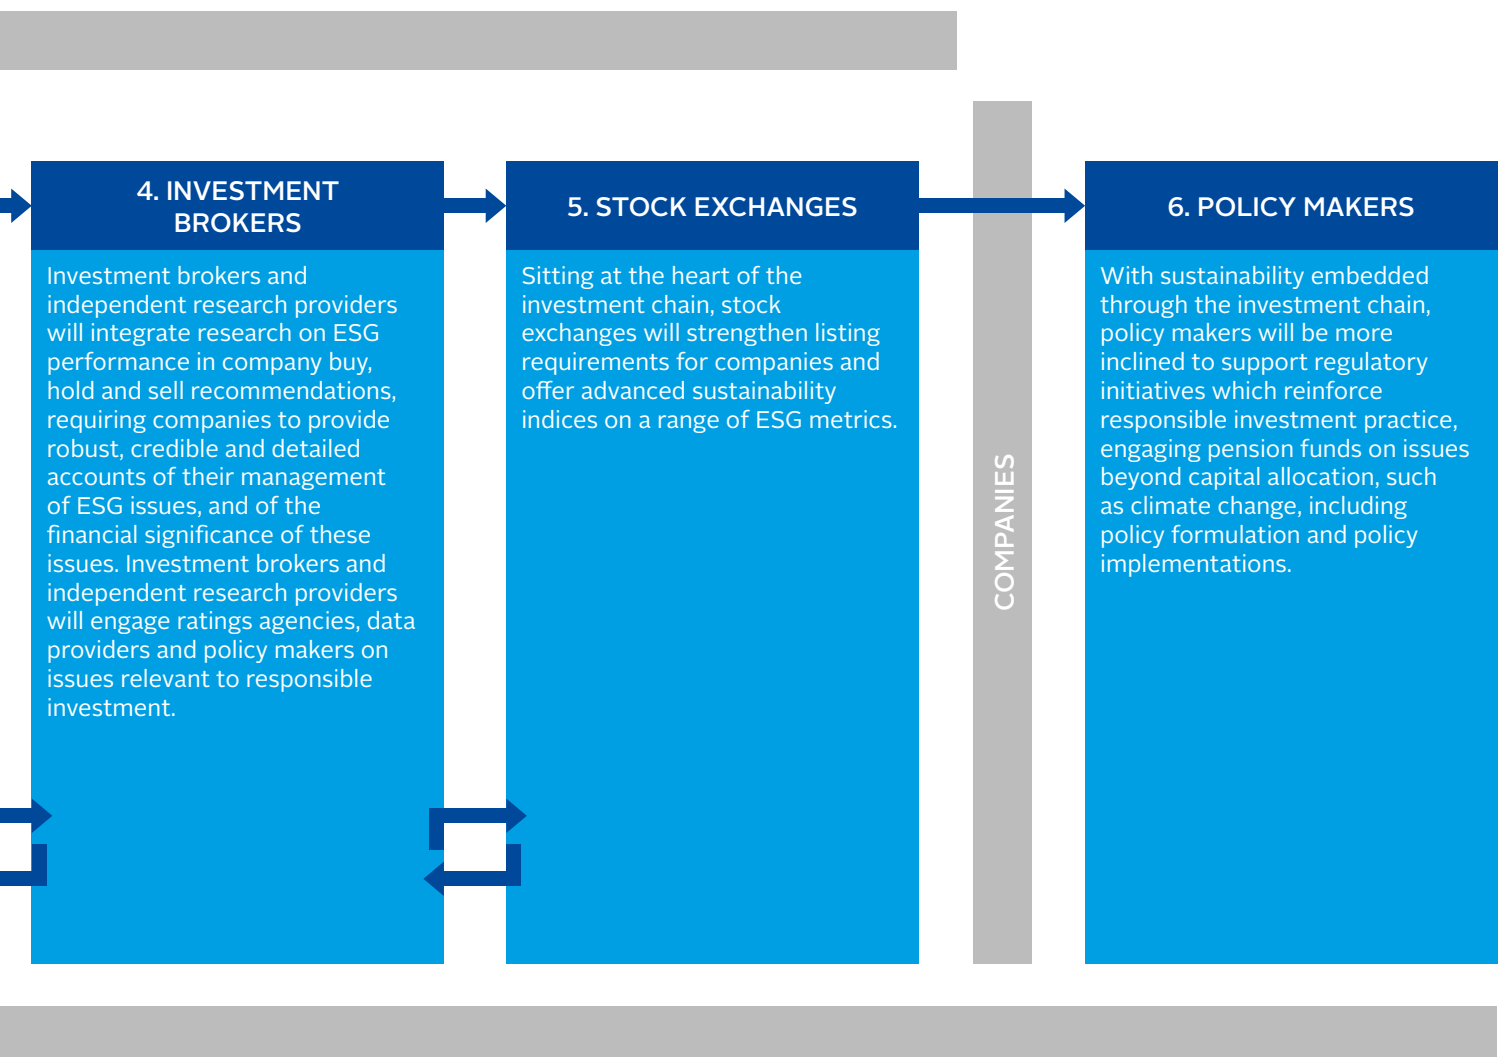 4. INVESTMENT
BROKERS
Investment brokers and
independent research providers
will integrate research on ESG
performance in company buy,
hold and sell recommendations,
requiring companies to provide
robust, credible and detailed
accounts of their management
of ESG issues, and of the
financial significance of these
issues. Investment brokers and
independent research providers
will engage ratings agencies, data
providers and policy makers on
issues relevant to responsible
investment.
5. STOCK EXCHANGES
Sitting at the heart of the
investment chain, stock
exchanges will strengthen listing
requirements for companies and
offer advanced sustainability
indices on a range of ESG metrics.
COMPANIES
6. POLICY MAKERS
With sustainability embedded
through the investment chain,
policy makers will be more
inclined to support regulatory
initiatives which reinforce
responsible investment practice,
engaging pension funds on issues
beyond capital allocation, such
as climate change, including
policy formulation and policy
implementations.